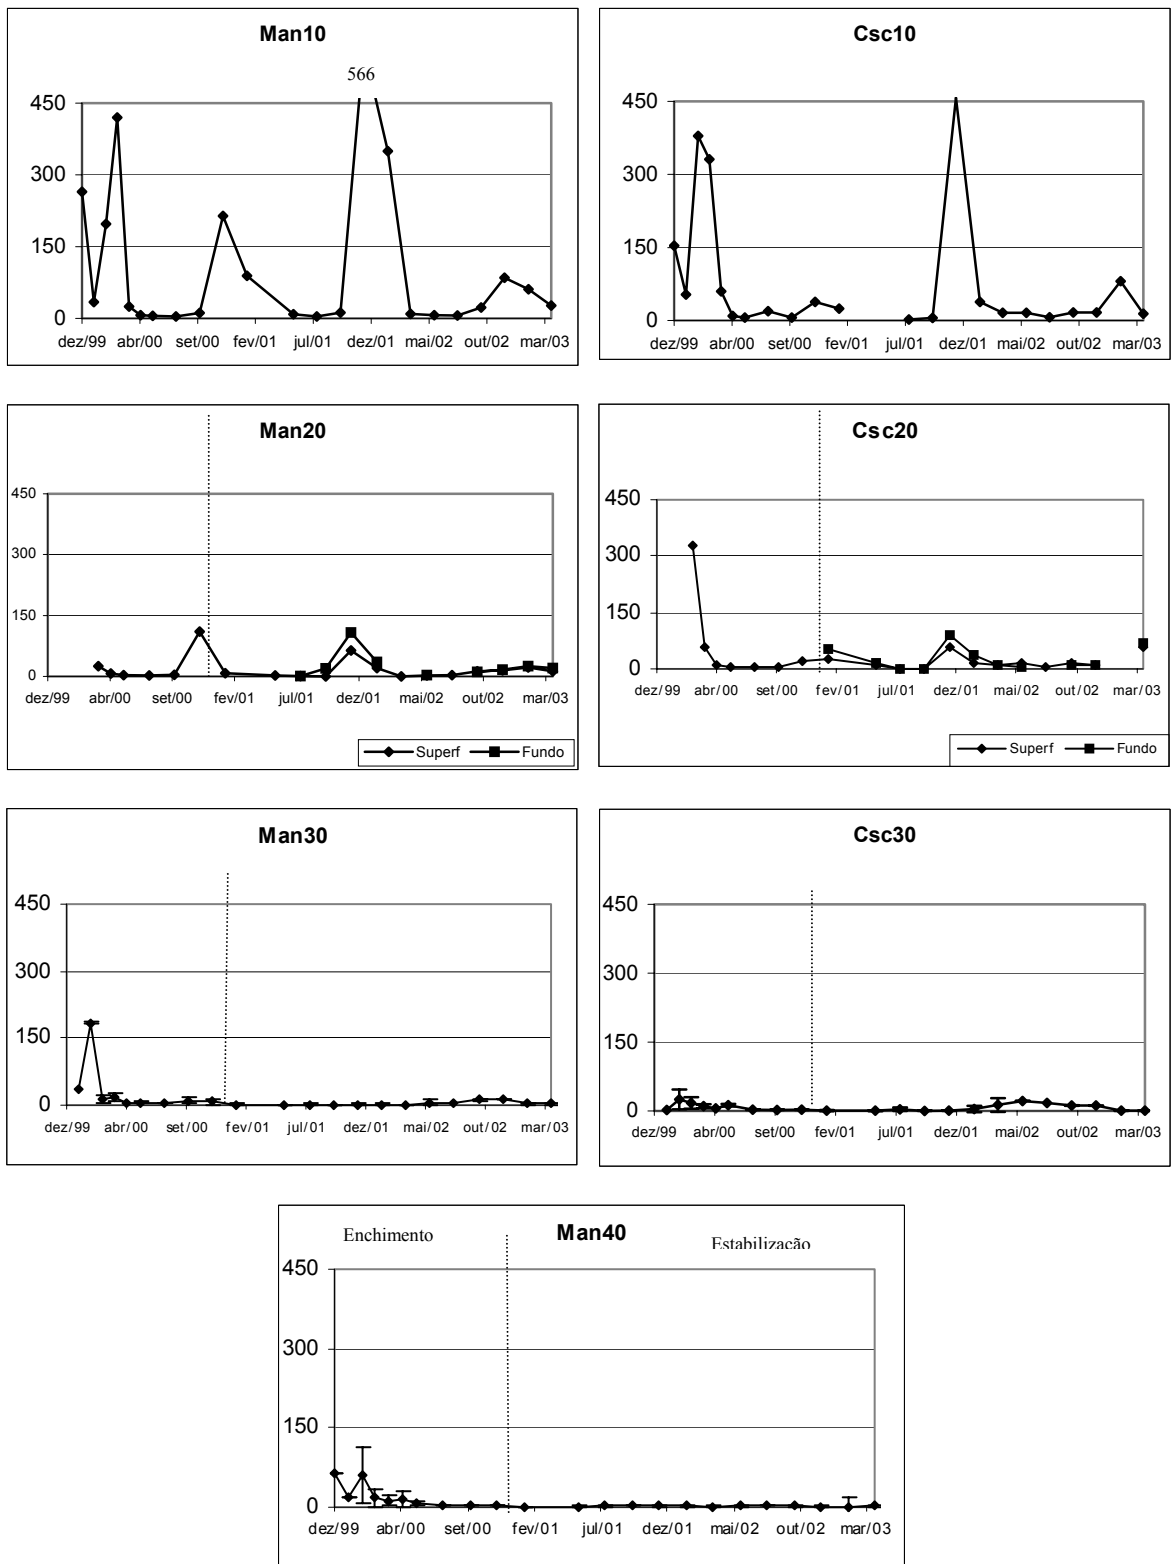 Man10
566
450
300
150
0
dez/99 abr/00 set/00 fev/01 jul/01 dez/01 mai/02 out/02 mar/03
Csc10
450
300
150
0
dez/99 abr/00 set/00 fev/01 jul/01 dez/01 mai/02 out/02 mar/03
Man20
450
300
150
0
dez/99 abr/00 set/00 fev/01 jul/01 dez/01 mai/02 out/02 mar/03
Superf Fundo
Csc20
450
300
150
0
dez/99 abr/00 set/00 fev/01 jul/01 dez/01 mai/02 out/02 mar/03
Superf Fundo
Man30
450
300
150
0
dez/99 abr/00 set/00 fev/01 jul/01 dez/01 mai/02 out/02 mar/03
Csc30
450
300
150
0
dez/99 abr/00 set/00 fev/01 jul/01 dez/01 mai/02 out/02 mar/03
Enchimento Man40 Estabilização
450
300
150
0
dez/99 abr/00 set/00 fev/01 jul/01 dez/01 mai/02 out/02 mar/03